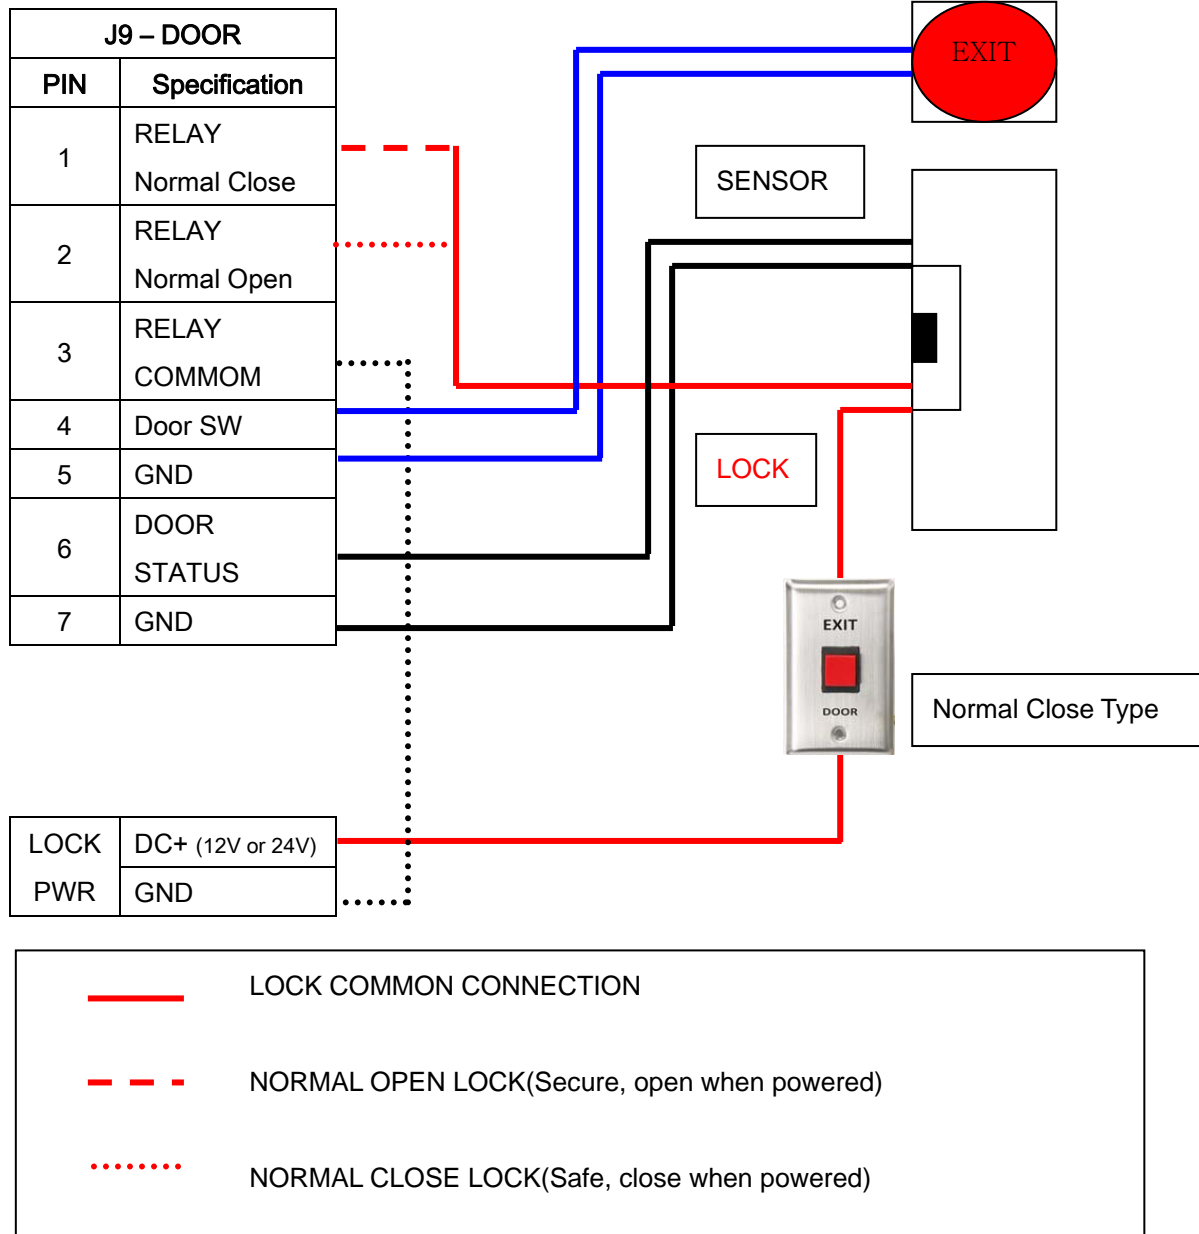 J9 – DOOR
PIN Specification
1 RELAY
Normal Close
2 RELAY
Normal Open
3 RELAY
COMMOM
4 Door SW
5 GND
6 DOOR
STATUS
7 GND
EXIT
SENSOR
LOCK
EXIT
DOOR
Normal Close Type
LOCK PWR
DC+ (12V or 24V)
GND
LOCK COMMON CONNECTION
NORMAL OPEN LOCK(Secure, open when powered)
NORMAL CLOSE LOCK(Safe, close when powered)